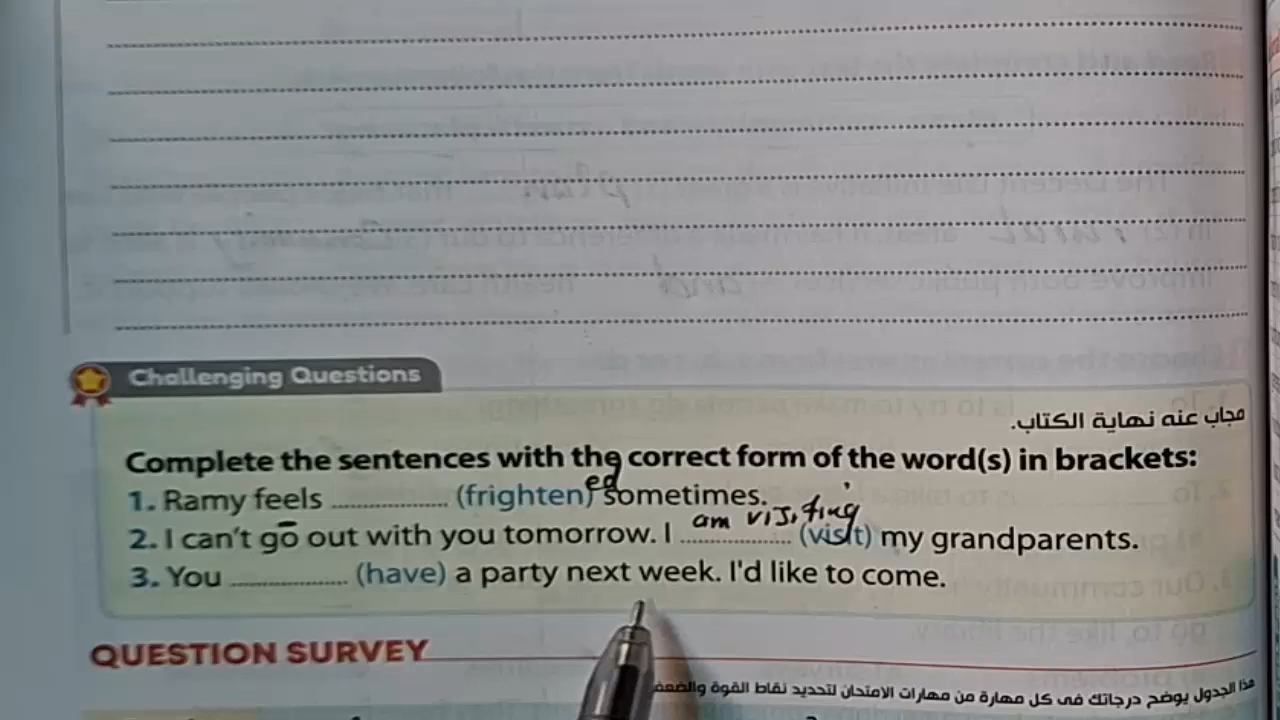 Challenging Questions
مجاب عنه نهاية الكتاب.
Complete the sentences with the correct form of the word(s) in brackets:
1. Ramy feels .................... (frighten) ed sometimes.
am visiting
2. I can't go out with you tomorrow. I .................... (visit) my grandparents.
3. You .................... (have) a party next week. I'd like to come.
QUESTION SURVEY
هذا الجدول يوضح درجاتك فى كل مهارة من مهارات الامتحان لتحديد نقاط القوة والضعف